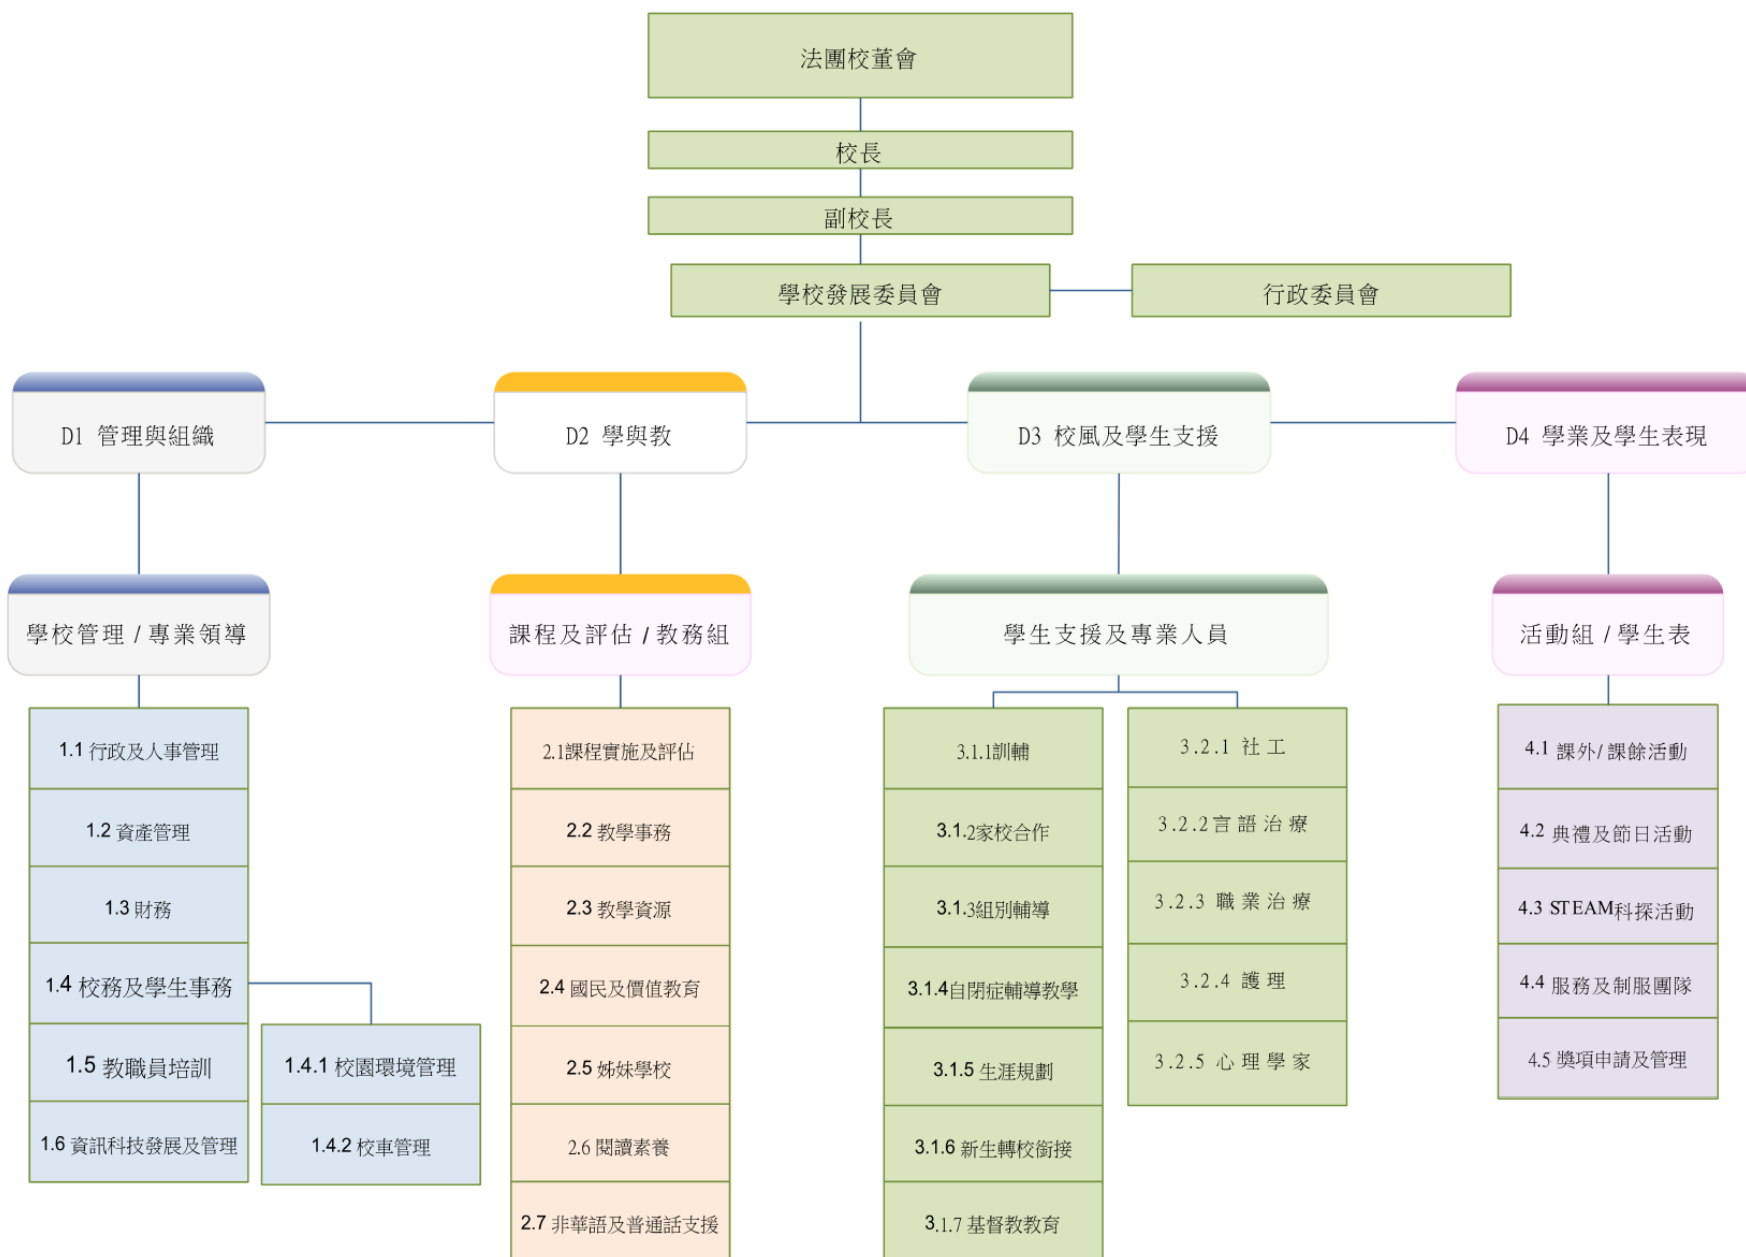 法團校董會
校長
副校長
學校發展委員會
行政委員會
D1 管理與組織
D2 學與教
D3 校風及學生支援
D4 學業及學生表現
學校管理 / 專業領導
課程及評估 / 教務組
學生支援及專業人員
活動組 / 學生表
1.1 行政及人事管理
1.2 資產管理
1.3 財務
1.4 校務及學生事務
1.5 教職員培訓
1.6 資訊科技發展及管理
1.4.1 校園環境管理
1.4.2 校車管理
2.1課程實施及評估
2.2 教學事務
2.3 教學資源
2.4 國民及價值教育
2.5 姊妹學校
2.6 閱讀素養
2.7 非華語及普通話支援
3.1.1訓輔
3.1.2家校合作
3.1.3組別輔導
3.1.4自閉症輔導教學
3.1.5 生涯規劃
3.1.6 新生轉校銜接
3.1.7 基督教教育
3.2.1 社工
3.2.2言語治療
3.2.3 職業治療
3.2.4 護理
3.2.5 心理學家
4.1 課外/課餘活動
4.2 典禮及節日活動
4.3 STEAM科探活動
4.4 服務及制服團隊
4.5 獎項申請及管理